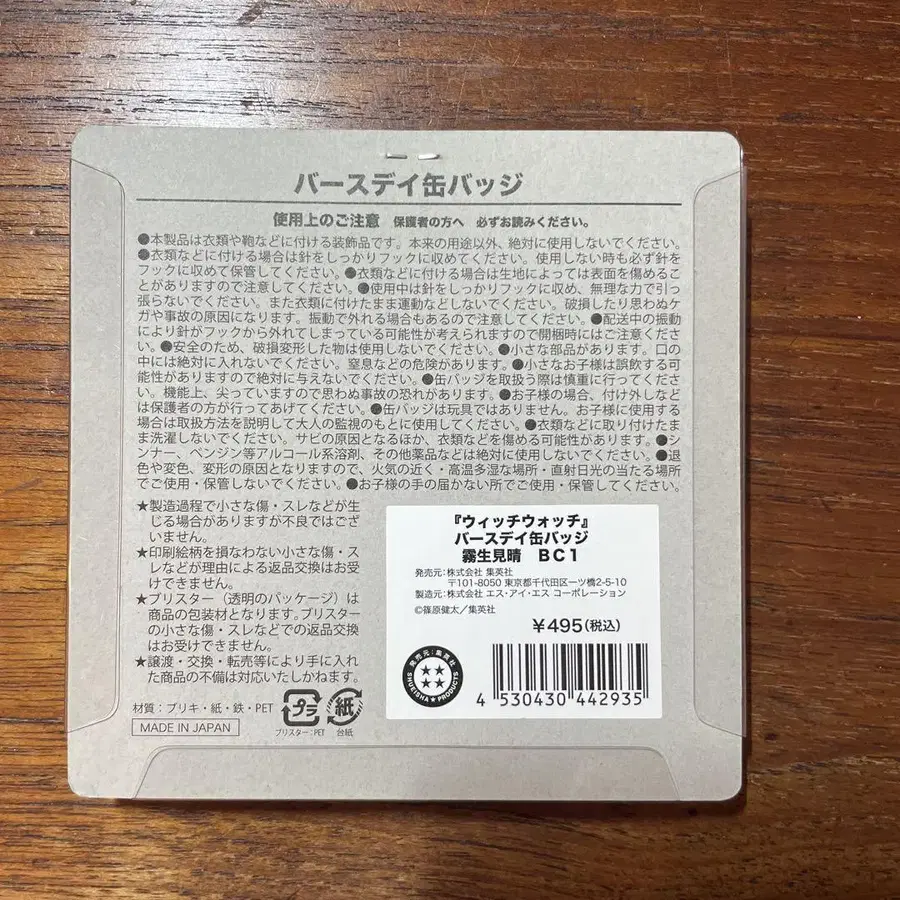 バースデイ缶バッジ
使用上のご注意 保護者の方へ 必ずお読みください。
●本製品は衣類や鞄などに付ける装飾品です。本来の用途以外、絶対に使用しないでください。
●衣類などに付ける場合は針をしっかりフックに収めてください。使用しない時も必ず針を
フックに収めて保管してください。●衣類などに付ける場合は生地によっては表面を傷めるこ
とがありますので注意してください。●使用中は針をしっかりフックに収め、無理な力で引っ
張らないでください。また衣類に付けたまま運動などしないでください。破損したり思わぬケ
ガや事故の原因になります。振動で外れる場合もあるので注意してください。●配送中の振動
により針がフックから外れてしまっている可能性が考えられますので開梱時にはご注意くださ
い。●安全のため、破損変形した物は使用しないでください。●小さな部品があります。口の
中には絶対に入れないでください。窒息などの危険があります。●小さなお子様は誤飲する可
能性がありますので絶対に与えないでください。●缶バッジを取扱う際は慎重に行ってくださ
い。機能上、尖っていますので思わぬ事故の恐れがあります。●お子様の場合、付け外しなど
は保護者の方が行ってあげてください。●缶バッジは玩具ではありません。お子様に使用する
場合は取扱方法を説明して大人の監視のもとに使用してください。●衣類などに取り付けたま
ま洗濯しないでください。サビの原因となるほか、衣類などを傷める可能性があります。●シ
ンナー、ベンジン等アルコール系溶剤、その他薬品などは絶対に使用しないでください。●退
色や変色、変形の原因となりますので、火気の近く・高温多湿な場所・直射日光の当たる場所
でご使用・保管しないでください。●お子様の手の届かない所でご使用・保管してください。
★製造過程で小さな傷・スレなどが生
じる場合がありますが不良ではござ
いません。
★印刷絵柄を損なわない小さな傷・ス
レなどが理由による返品交換はお受
けできません。
★ブリスター（透明のパッケージ）は
商品の包装材となります。ブリスター
の小さな傷・スレなどでの返品交換
はお受けできません。
★譲渡・交換・転売等により手に入れ
た商品の不備は対応いたしかねます。
材質：ブリキ・紙・鉄・PET
MADE IN JAPAN
プラ
ブリスター：PET
紙
台紙
『ウィッチウォッチ』
バースデイ缶バッジ
霧生見晴 BC1
発売元：株式会社 集英社
〒101-8050 東京都千代田区一ツ橋2-5-10
製造元：株式会社 エス・アイ・エス コーポレーション
©篠原健太／集英社
￥495（税込）
発売元：集英社
SHUEISHA★PRODUCTS
4 530430 442935